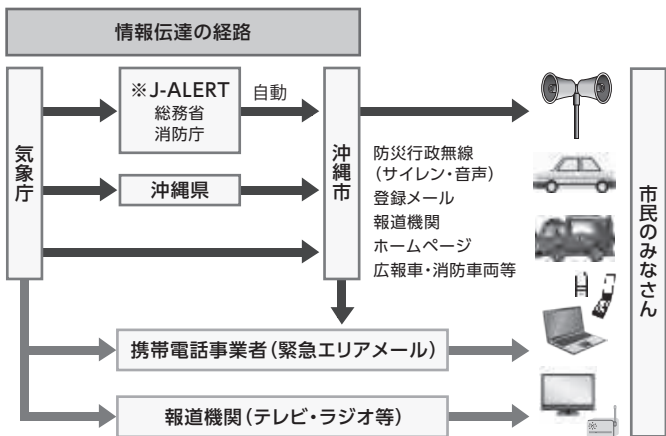 情報伝達の経路
気象庁
※J-ALERT
総務省
消防庁
自動
沖縄県
沖縄市
防災行政無線
(サイレン・音声)
登録メール
報道機関
ホームページ
広報車・消防車両等
携帯電話事業者(緊急エリアメール)
報道機関(テレビ・ラジオ等)
市民のみなさん